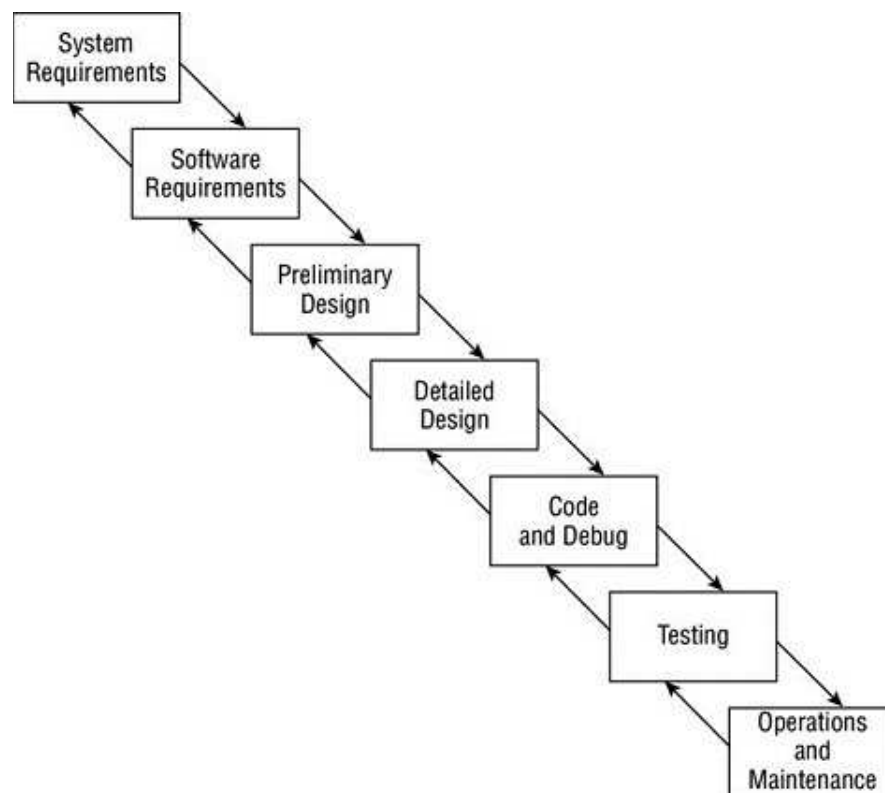 System
Requirements
Software
Requirements
Preliminary
Design
Detailed
Design
Code
and Debug
Testing
Operations
and
Maintenance